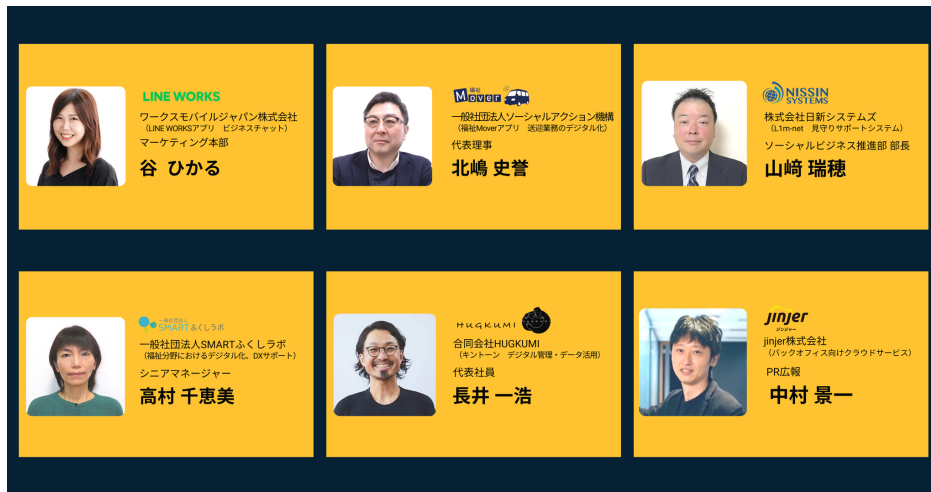 LINE WORKS
ワークスモバイルジャパン株式会社
（LINE WORKSアプリ　ビジネスチャット）
マーケティング本部
谷 ひかる
福祉
Mover
一般社団法人ソーシャルアクション機構
（福祉Moverアプリ　送迎業務のデジタル化）
代表理事
北嶋 史誉
NISSIN
SYSTEMS
株式会社日新システムズ
（L1m-net　見守りサポートシステム）
ソーシャルビジネス推進部 部長
山﨑 瑞穂
一般社団法人
SMARTふくしラボ
一般社団法人SMARTふくしラボ
（福祉分野におけるデジタル化、DXサポート）
シニアマネージャー
高村 千恵美
HUGKUMI
合同会社HUGKUMI
（キントーン　デジタル管理・データ活用）
代表社員
長井 一浩
jinjer
ジンジャー
jinjer株式会社
（バックオフィス向けクラウドサービス）
PR広報
中村 景一